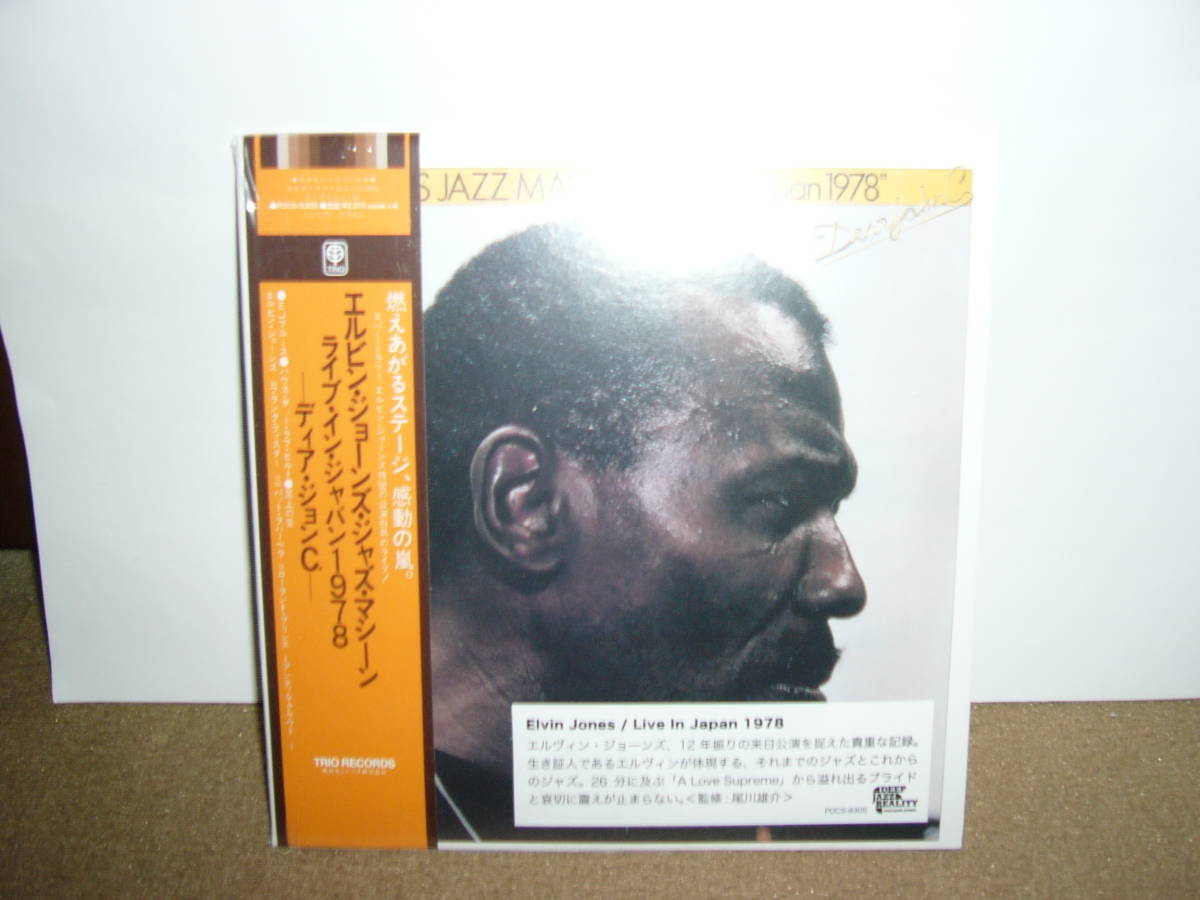 S JAZZ MA
pan 1978"
Dear John C
POCS-9305
TRIO
燃えあがるステージ、感動の嵐。
エルビン・ジョーンズ・ジャズ・マシーン
ライブ・イン・ジャパン1978
―ディア・ジョンC.―
TRIO RECORDS
Elvin Jones / Live In Japan 1978
エルヴィン・ジョーンズ、12年振りの来日公演を捉えた貴重な記録。
生き証人であるエルヴィンが体現する、それまでのジャズとこれから
のジャズ。26分に及ぶ「A Love Supreme」から溢れ出るプライド
と哀切に震えが止まらない。<監修:尾川雄介>
POCS-9305
DEEP
JAZZ
REALITY